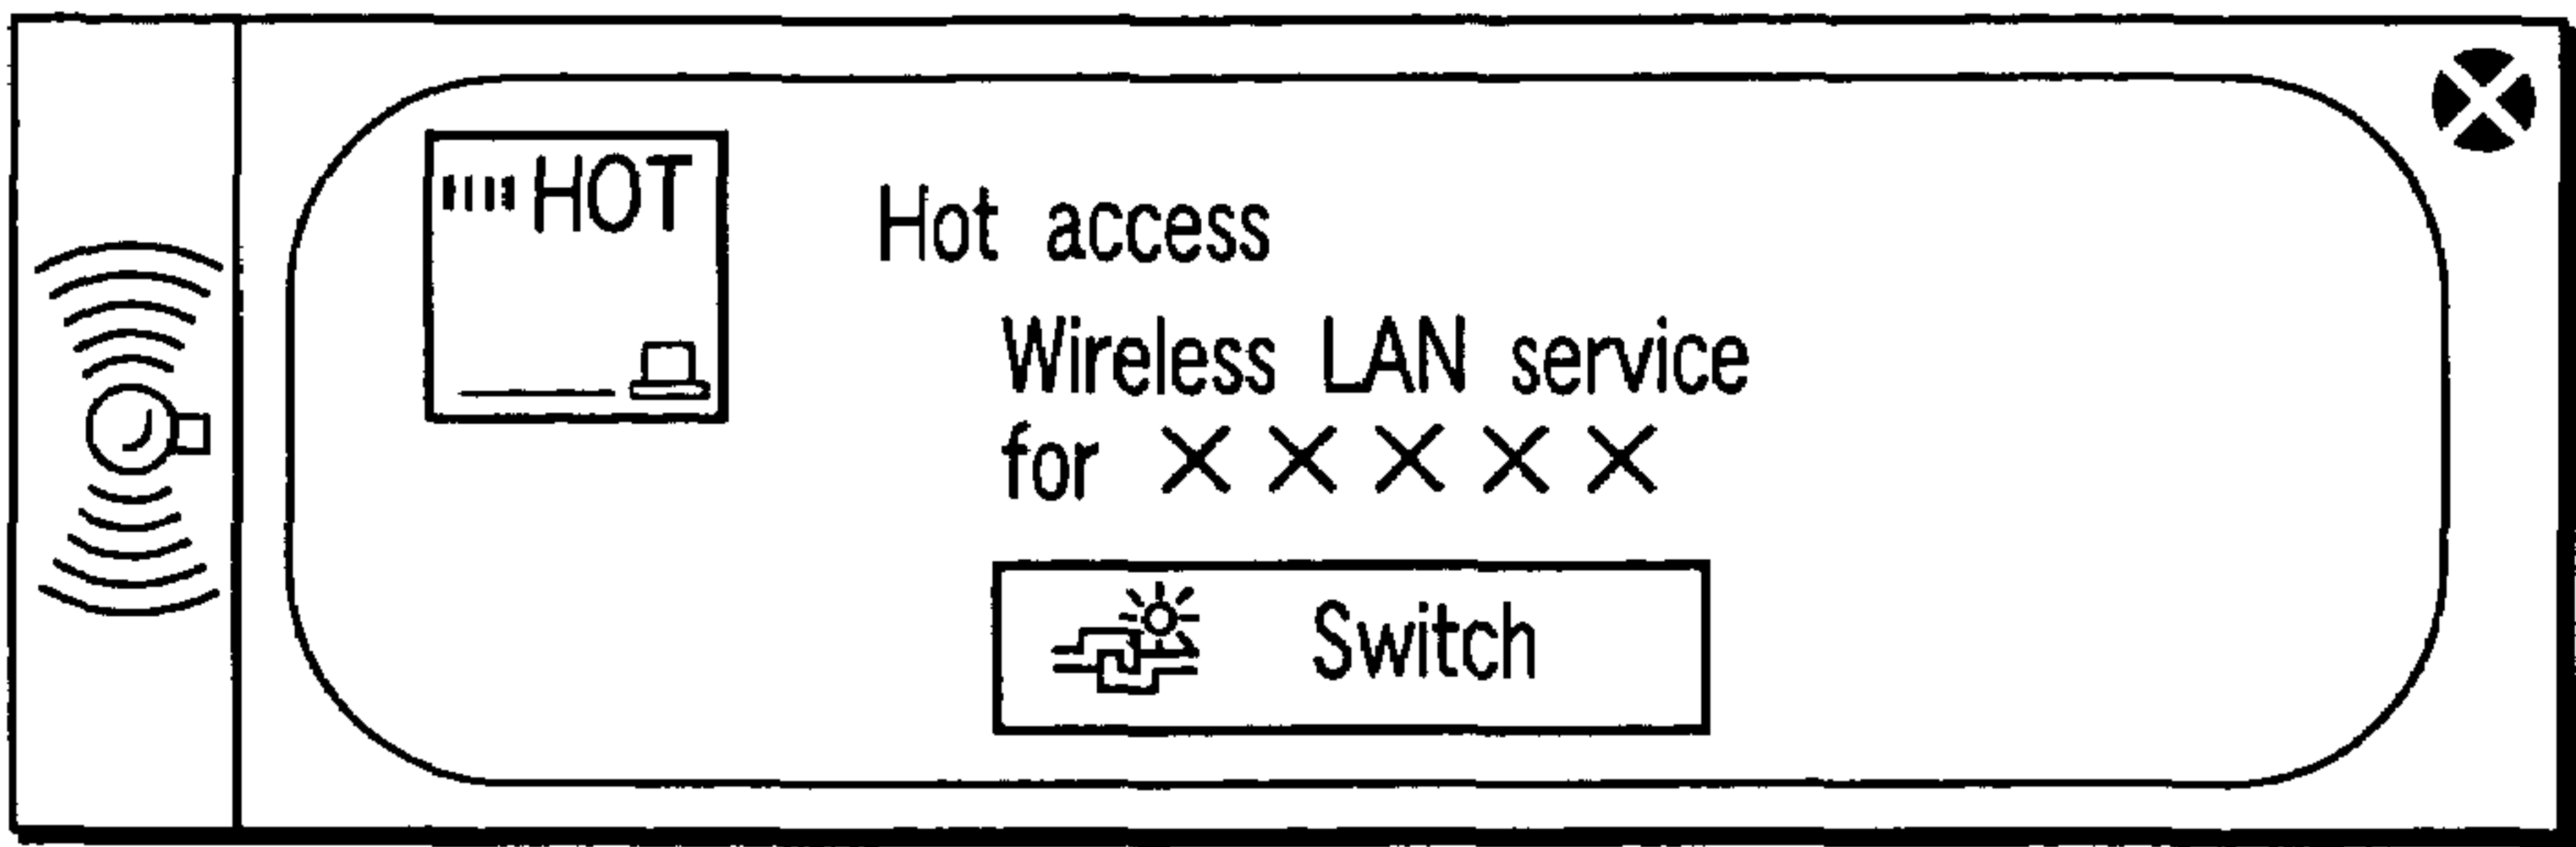 HOT
Hot access
Wireless LAN service
for × × × × ×
Switch